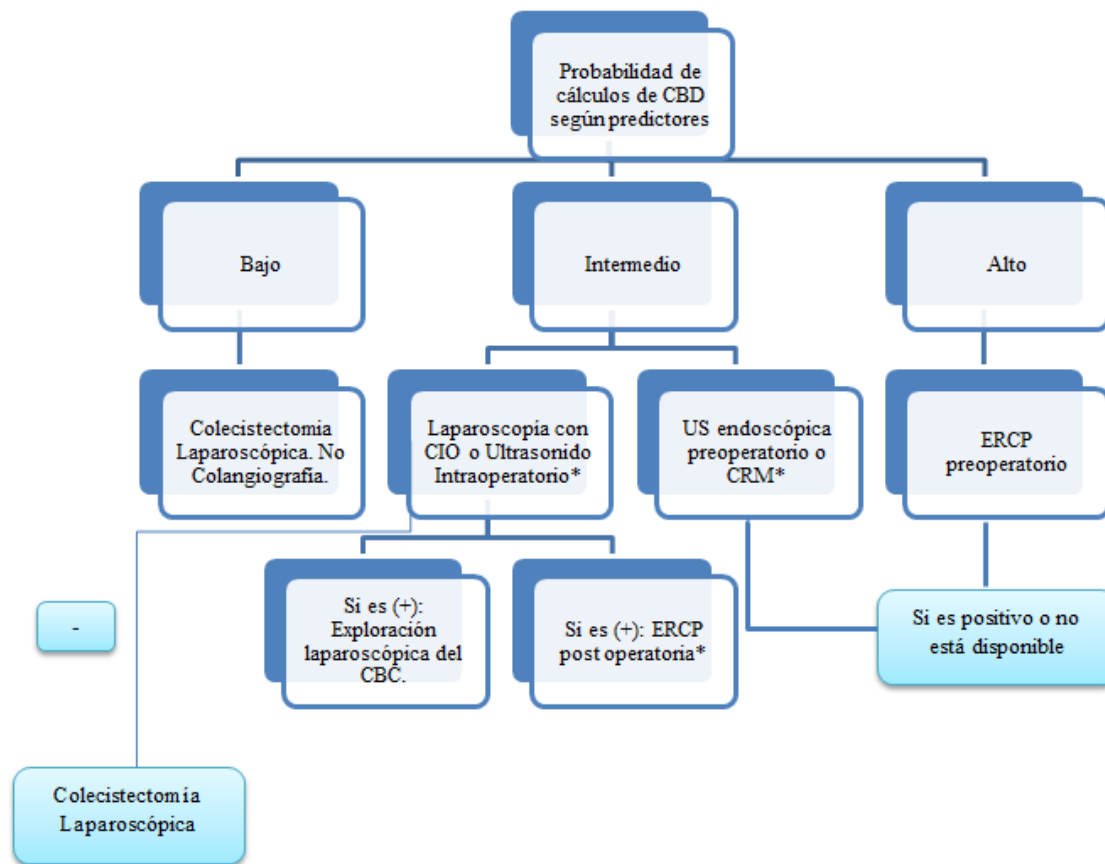 Probabilidad de
cálculos de CBD
según predictores
Bajo
Intermedio
Alto
Colecistectomia
Laparoscópica. No
Colangiografía.
Laparoscopía con
CIO o Ultrasonido
Intraoperatorio*
US endoscópica
preoperatorio o
CRM*
ERCP
preoperatorio
Si es (+):
Exploración
laparoscópica del
CBC.
Si es (+): ERCP
post operatoria*
Si es positivo o no
está disponible
-
Colecistectomía
Laparoscópica